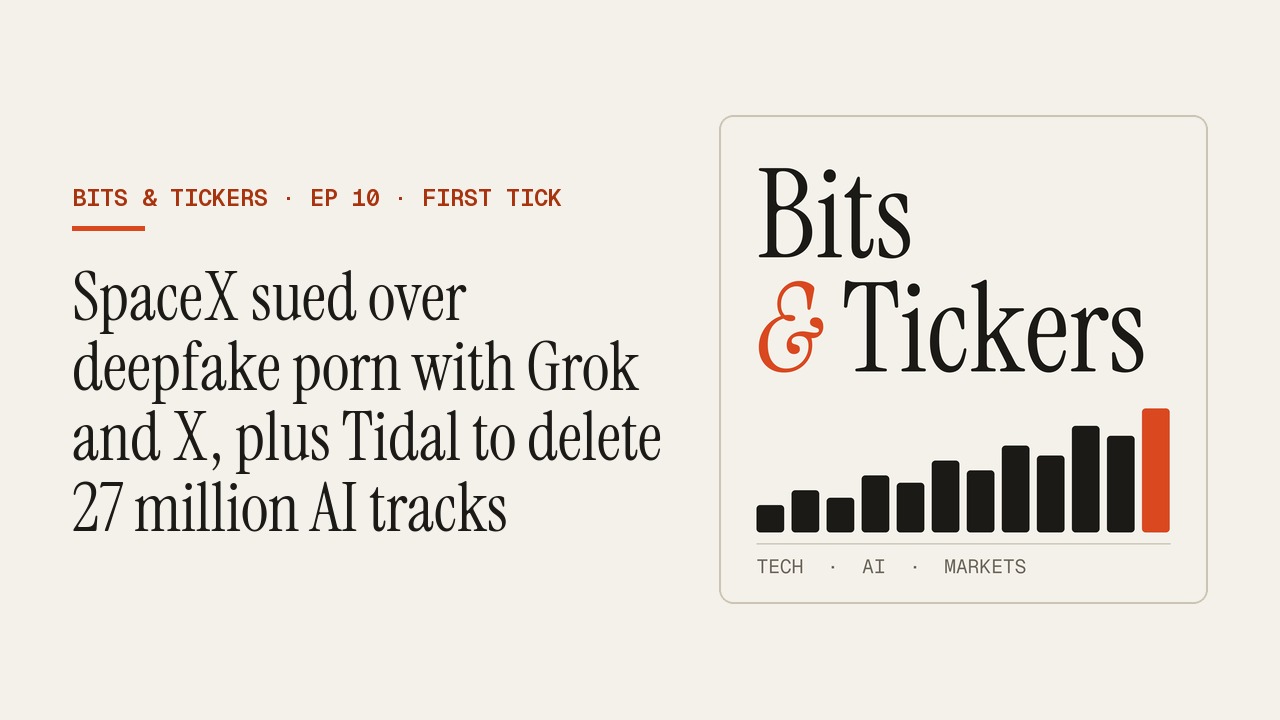 BITS & TICKERS · EP 10 · FIRST TICK
SpaceX sued over
deepfake porn with Grok
and X, plus Tidal to delete
27 million AI tracks
Bits
& Tickers
TECH · AI · MARKETS